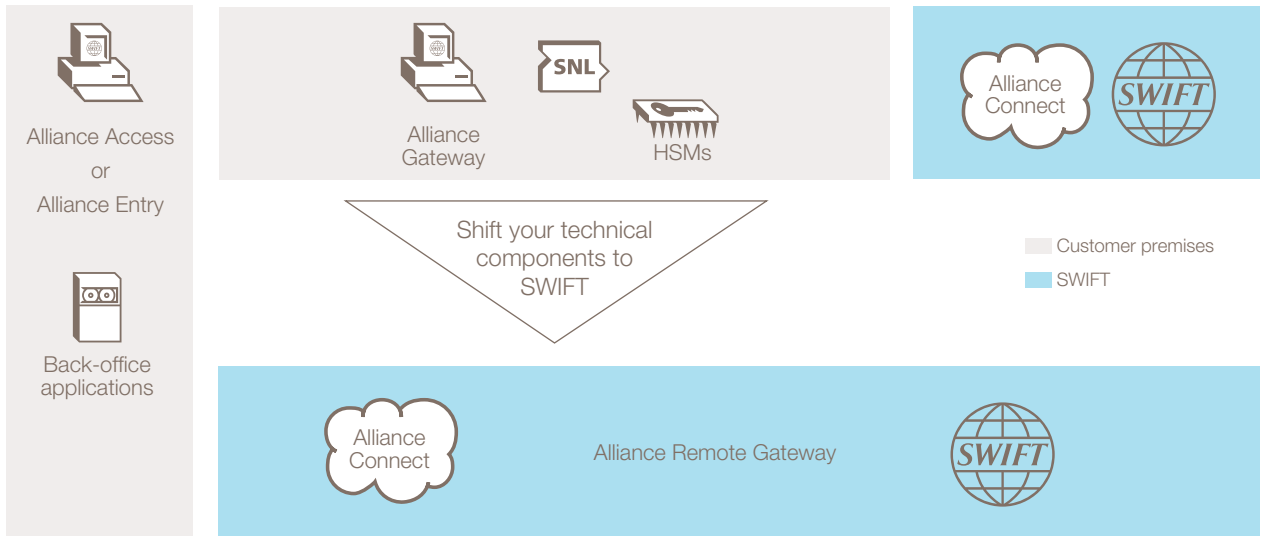 Alliance Access
or
Alliance Entry
Back-office
applications
Alliance
Gateway
SNL
HSMs
Alliance
Connect
SWIFT
Shift your technical
components to
SWIFT
Customer premises
SWIFT
Alliance
Connect
Alliance Remote Gateway
SWIFT